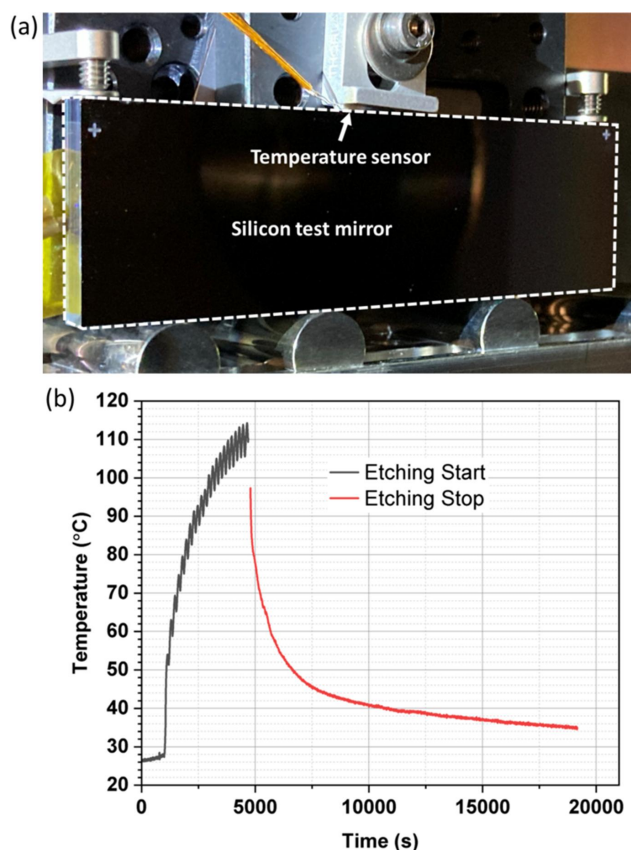 (a)
Temperature sensor
Silicon test mirror
(b)
120
110
100
90
80
70
60
50
40
30
20
Temperature (°C)
Etching Start
Etching Stop
0 5000 10000 15000 20000
Time (s)